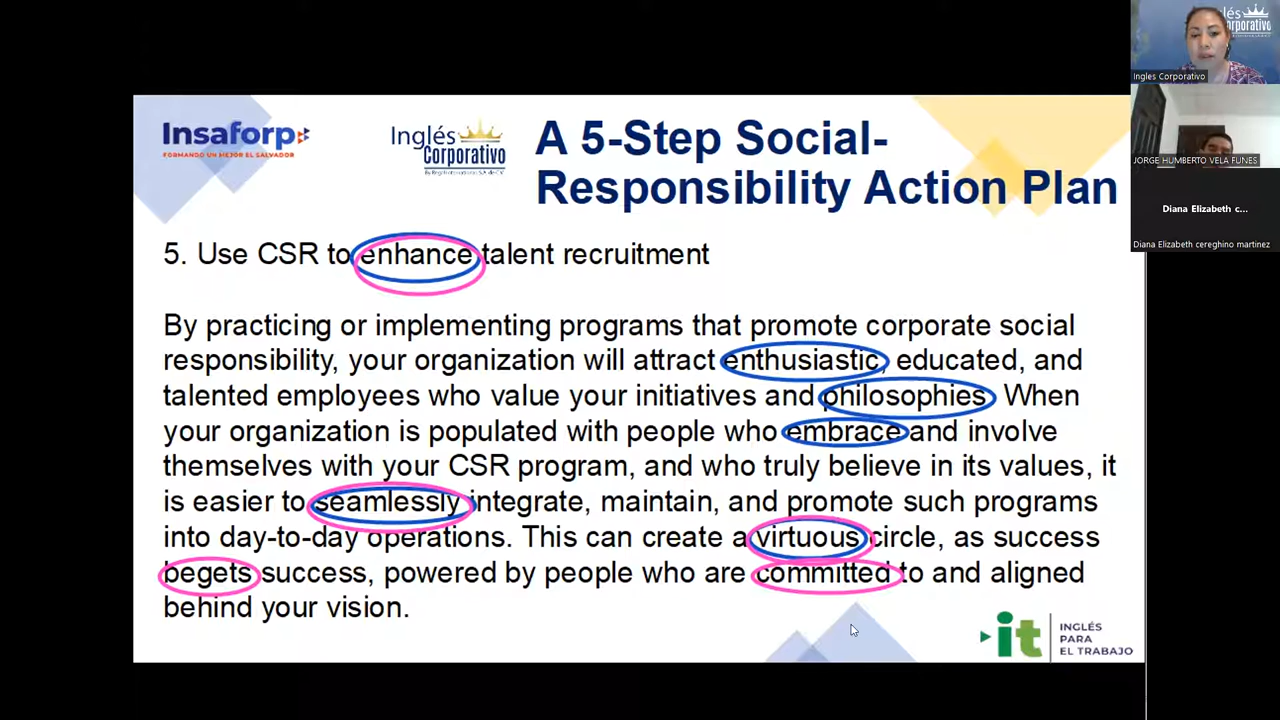 Insaforp
FORMANDO UN MEJOR EL SALVADOR
Inglés
Corporativo
A 5-Step Social-
Responsibility Action Plan
5. Use CSR to enhance talent recruitment
By practicing or implementing programs that promote corporate social
responsibility, your organization will attract enthusiastic, educated, and
talented employees who value your initiatives and philosophies. When
your organization is populated with people who embrace and involve
themselves with your CSR program, and who truly believe in its values, it
is easier to seamlessly integrate, maintain, and promote such programs
into day-to-day operations. This can create a virtuous circle, as success
begets success, powered by people who are committed to and aligned
behind your vision.
it
INGLÉS
PARA
EL TRABAJO
lés
orporativo
Ingles Corporativo
JORGE HUMBERTO VELA FUNES
Diana Elizabeth c...
Diana Elizabeth cereghino martinez